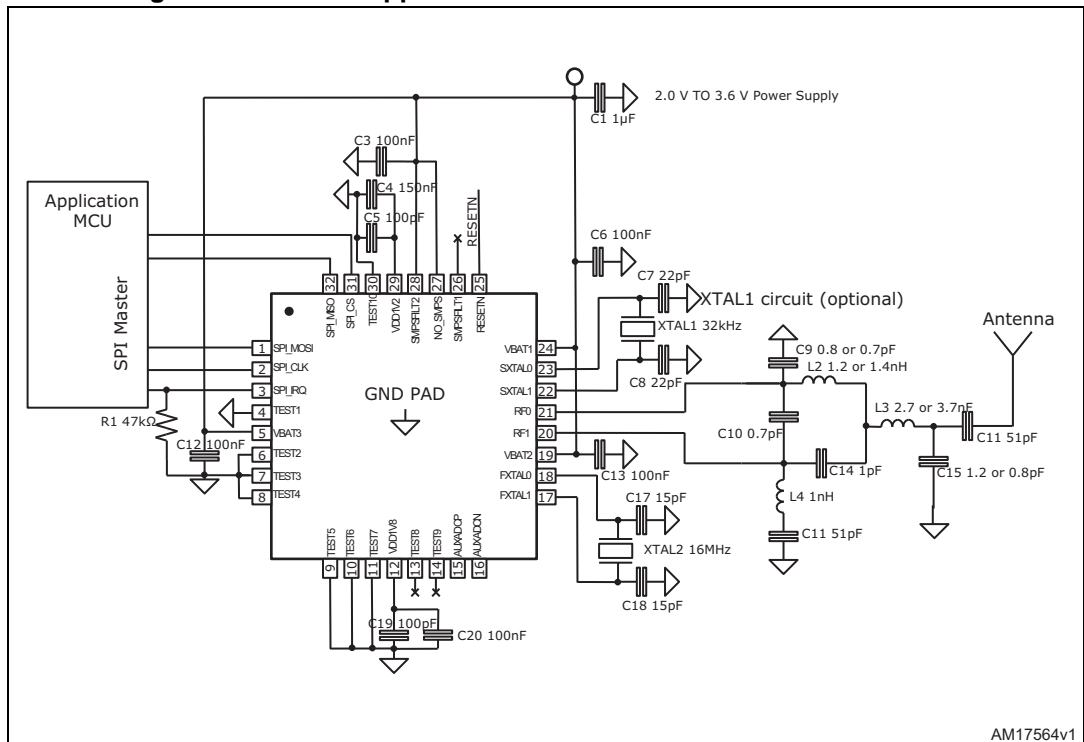 2.0 V TO 3.6 V Power Supply
C1 1µF
C3 100nF
C4 150nF
C5 100pF
RESETN
Application
MCU
SPI Master
C6 100nF
C7 22pF
XTAL1 circuit (optional)
XTAL1 32kHz
C8 22pF
Antenna
C9 0.8 or 0.7pF
L2 1.2 or 1.4nH
L3 2.7 or 3.7nF
C10 0.7pF
C11 51pF
C14 1pF
C15 1.2 or 0.8pF
L4 1nH
C11 51pF
C13 100nF
C17 15pF
XTAL2 16MHz
C18 15pF
R1 47kΩ
C12 100nF
GND PAD
32 SPI_MISO
31 SPI_CS
30 TEST10
29 VDD1V2
28 SMPSFILT2
27 NO_SMPS
26 SMPSFILT1
25 RESETN
1 SPI_MOSI
2 SPI_CLK
3 SPI_IRQ
4 TEST1
5 VBAT3
6 TEST2
7 TEST3
8 TEST4
VBAT1 24
SXTAL0 23
SXTAL1 22
RF0 21
RF1 20
VBAT2 19
FXTAL0 18
FXTAL1 17
9 TEST5
10 TEST6
11 TEST7
12 VDD1V8
13 TEST8
14 TEST9
15 AUXADCP
16 AUXADCN
C19 100pF
C20 100nF
AM17564v1